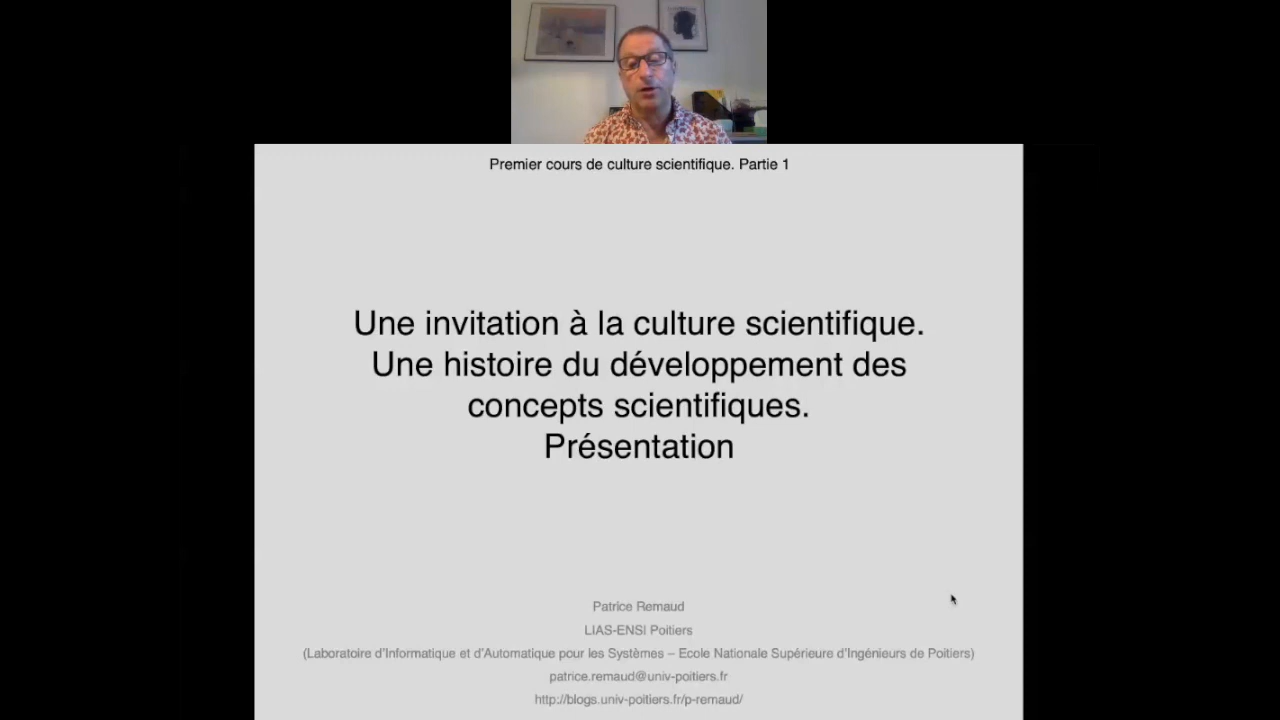 Premier cours de culture scientifique. Partie 1
Une invitation à la culture scientifique.
Une histoire du développement des
concepts scientifiques.
Présentation
Patrice Remaud
LIAS-ENSI Poitiers
(Laboratoire d'Informatique et d'Automatique pour les Systèmes – Ecole Nationale Supérieure d'Ingénieurs de Poitiers)
patrice.remaud@univ-poitiers.fr
http://blogs.univ-poitiers.fr/p-remaud/